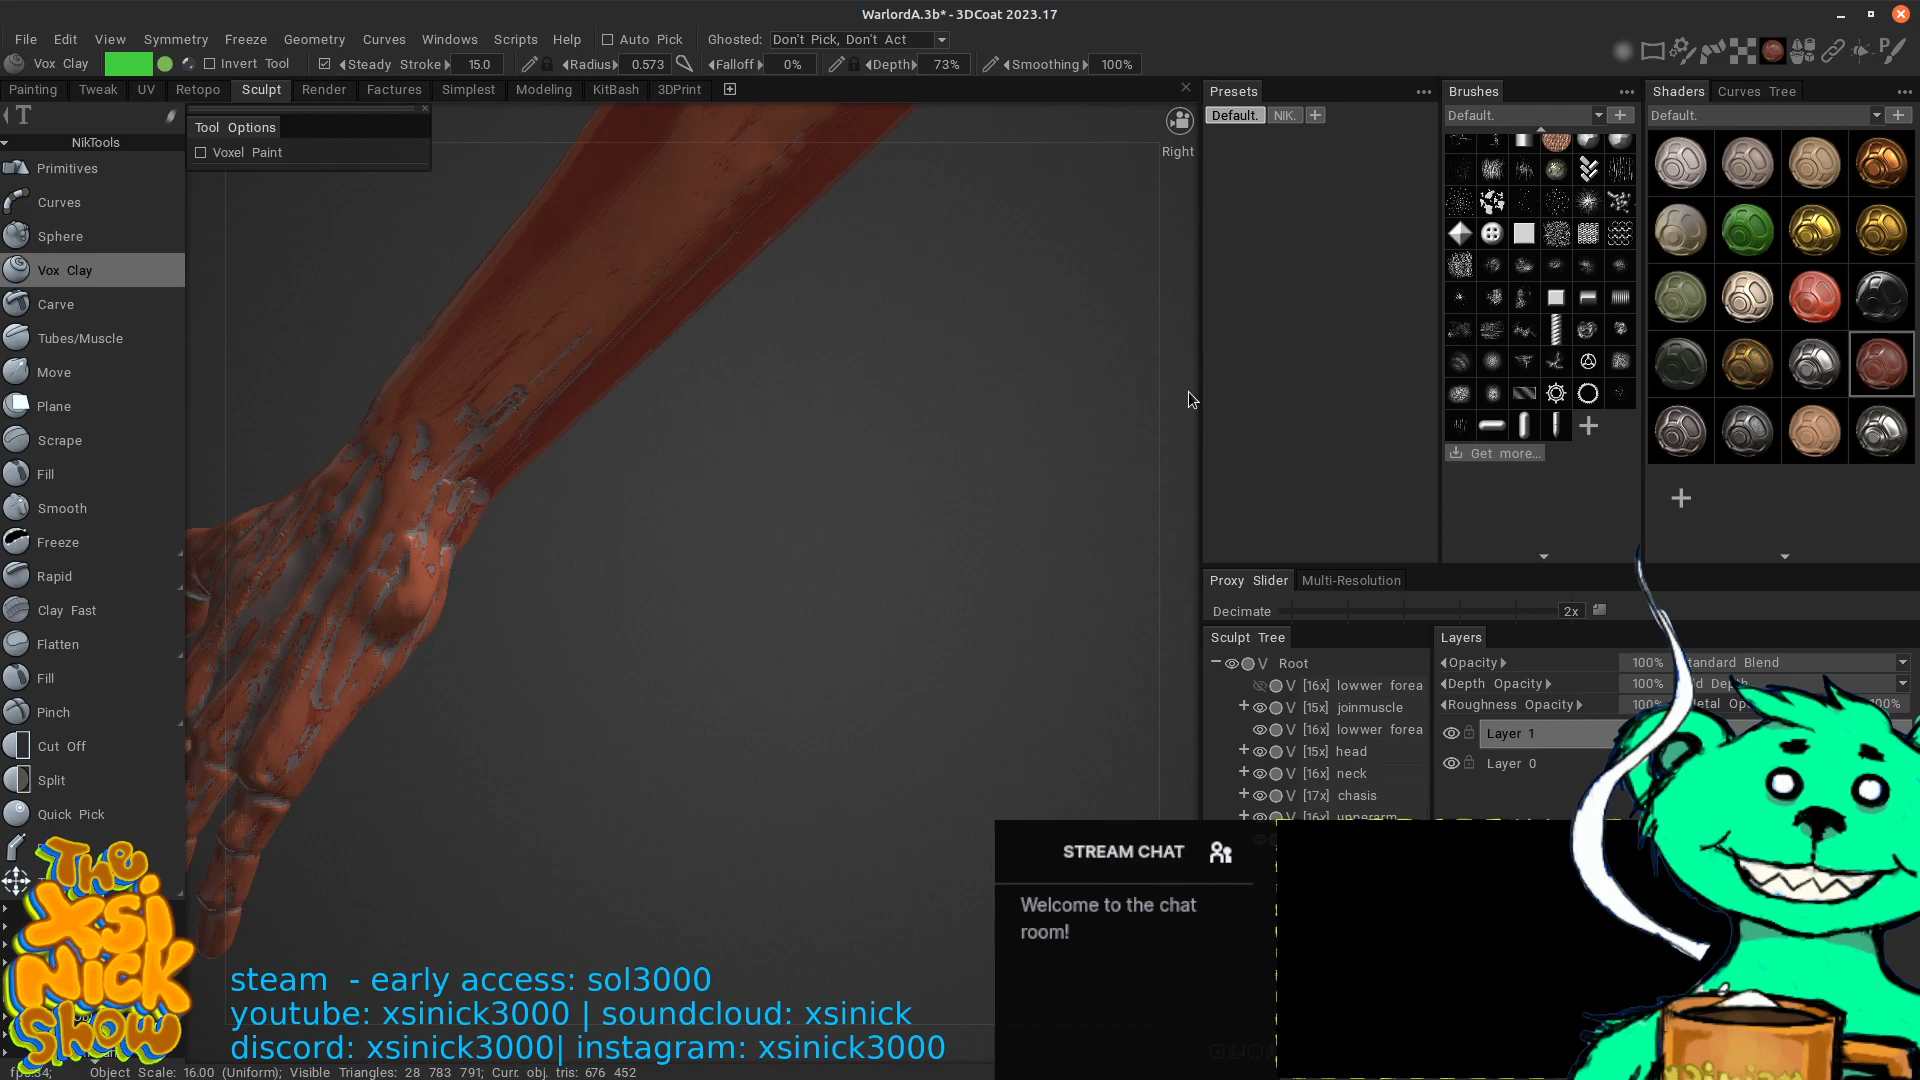 WarlordA.3b* - 3DCoat 2023.17
File Edit View Symmetry Freeze Geometry Curves Windows Scripts Help Auto Pick Ghosted: Don't Pick, Don't Act
Vox Clay Invert Tool Steady Stroke 15.0 Radius 0.573 Falloff 0% Depth 73% Smoothing 100%
Painting Tweak UV Retopo Sculpt Render Factures Simplest Modeling KitBash 3DPrint
Presets
Default. NIK.
Brushes
Default.
Get more...
Shaders Curves Tree
Default.
NikTools
Primitives
Curves
Sphere
Vox Clay
Carve
Tubes/Muscle
Move
Plane
Scrape
Fill
Smooth
Freeze
Rapid
Clay Fast
Flatten
Fill
Pinch
Cut Off
Split
Quick Pick
Tool Options
Voxel Paint
Right
Proxy Slider Multi-Resolution
Decimate 2x
Sculpt Tree
Root
[16x] lowwer forea
[15x] joinmuscle
[16x] lowwer forea
[15x] head
[16x] neck
[17x] chasis
[16x] upperarm
Layers
Opacity 100% tandard Blend
Depth Opacity 100% d Depth
Roughness Opacity 100% etal Op 100%
Layer 1
Layer 0
STREAM CHAT
Welcome to the chat
room!
The
xsi
Nick
Show
steam - early access: sol3000
youtube: xsinick3000 | soundcloud: xsinick
discord: xsinick3000| instagram: xsinick3000
Object Scale: 16.00 (Uniform); Visible Triangles: 28 783 791; Curr. obj. tris: 676 452